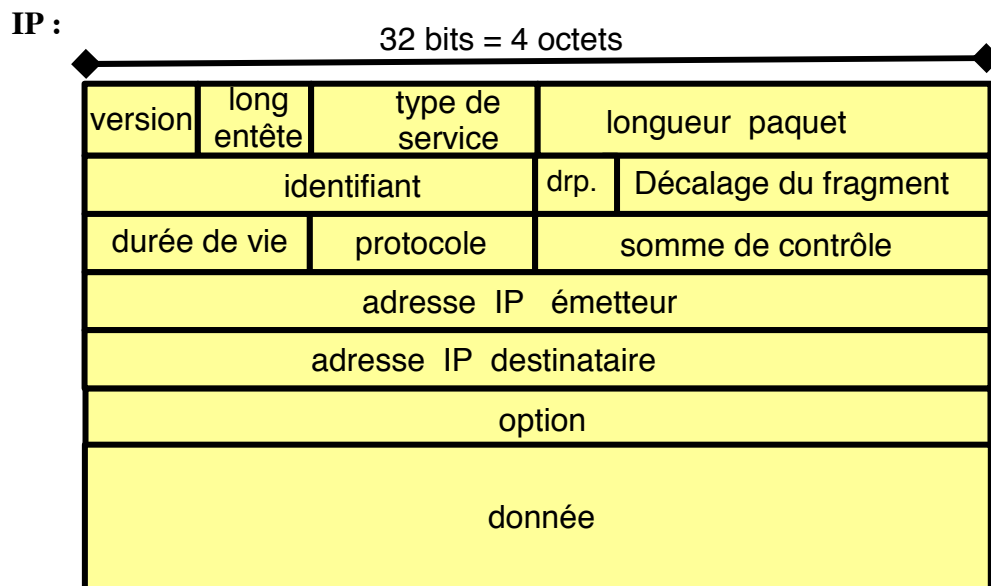 IP :
32 bits = 4 octets
version
long
entête
type de
service
longueur paquet
identifiant
drp.
Décalage du fragment
durée de vie
protocole
somme de contrôle
adresse IP émetteur
adresse IP destinataire
option
donnée